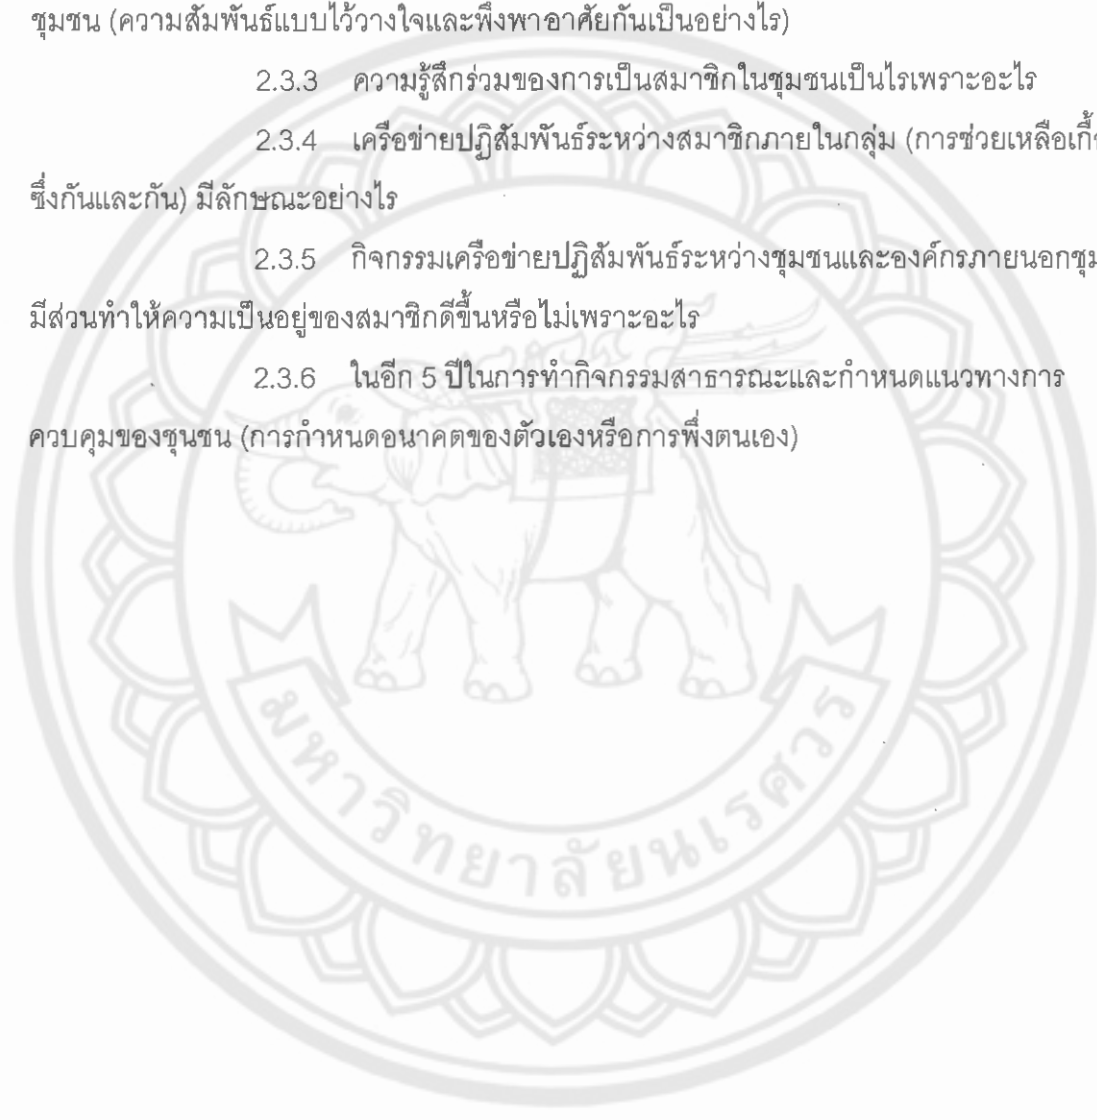 ชุมชน (ความสัมพันธ์แบบไว้วางใจและพึ่งพาอาศัยกันเป็นอย่างไร)
2.3.3 ความรู้สึกร่วมของการเป็นสมาชิกในชุมชนเป็นไรเพราะอะไร
2.3.4 เครือข่ายปฏิสัมพันธ์ระหว่างสมาชิกภายในกลุ่ม (การช่วยเหลือ
ซึ่งกันและกัน) มีลักษณะอย่างไร
2.3.5 กิจกรรมเครือข่ายปฏิสัมพันธ์ระหว่างชุมชนและองค์กรภายนอก
มีส่วนทำให้ความเป็นอยู่ของสมาชิกดีขึ้นหรือไม่เพราะอะไร
2.3.6 ในอีก 5 ปีในการทำกิจกรรมสาธารณะและกำหนดแนวทางการ
ควบคุมของชุนชน (การกำหนดอนาคตของตัวเองหรือการพึ่งตนเอง)
มหาวิทยาลัยนเรศวร